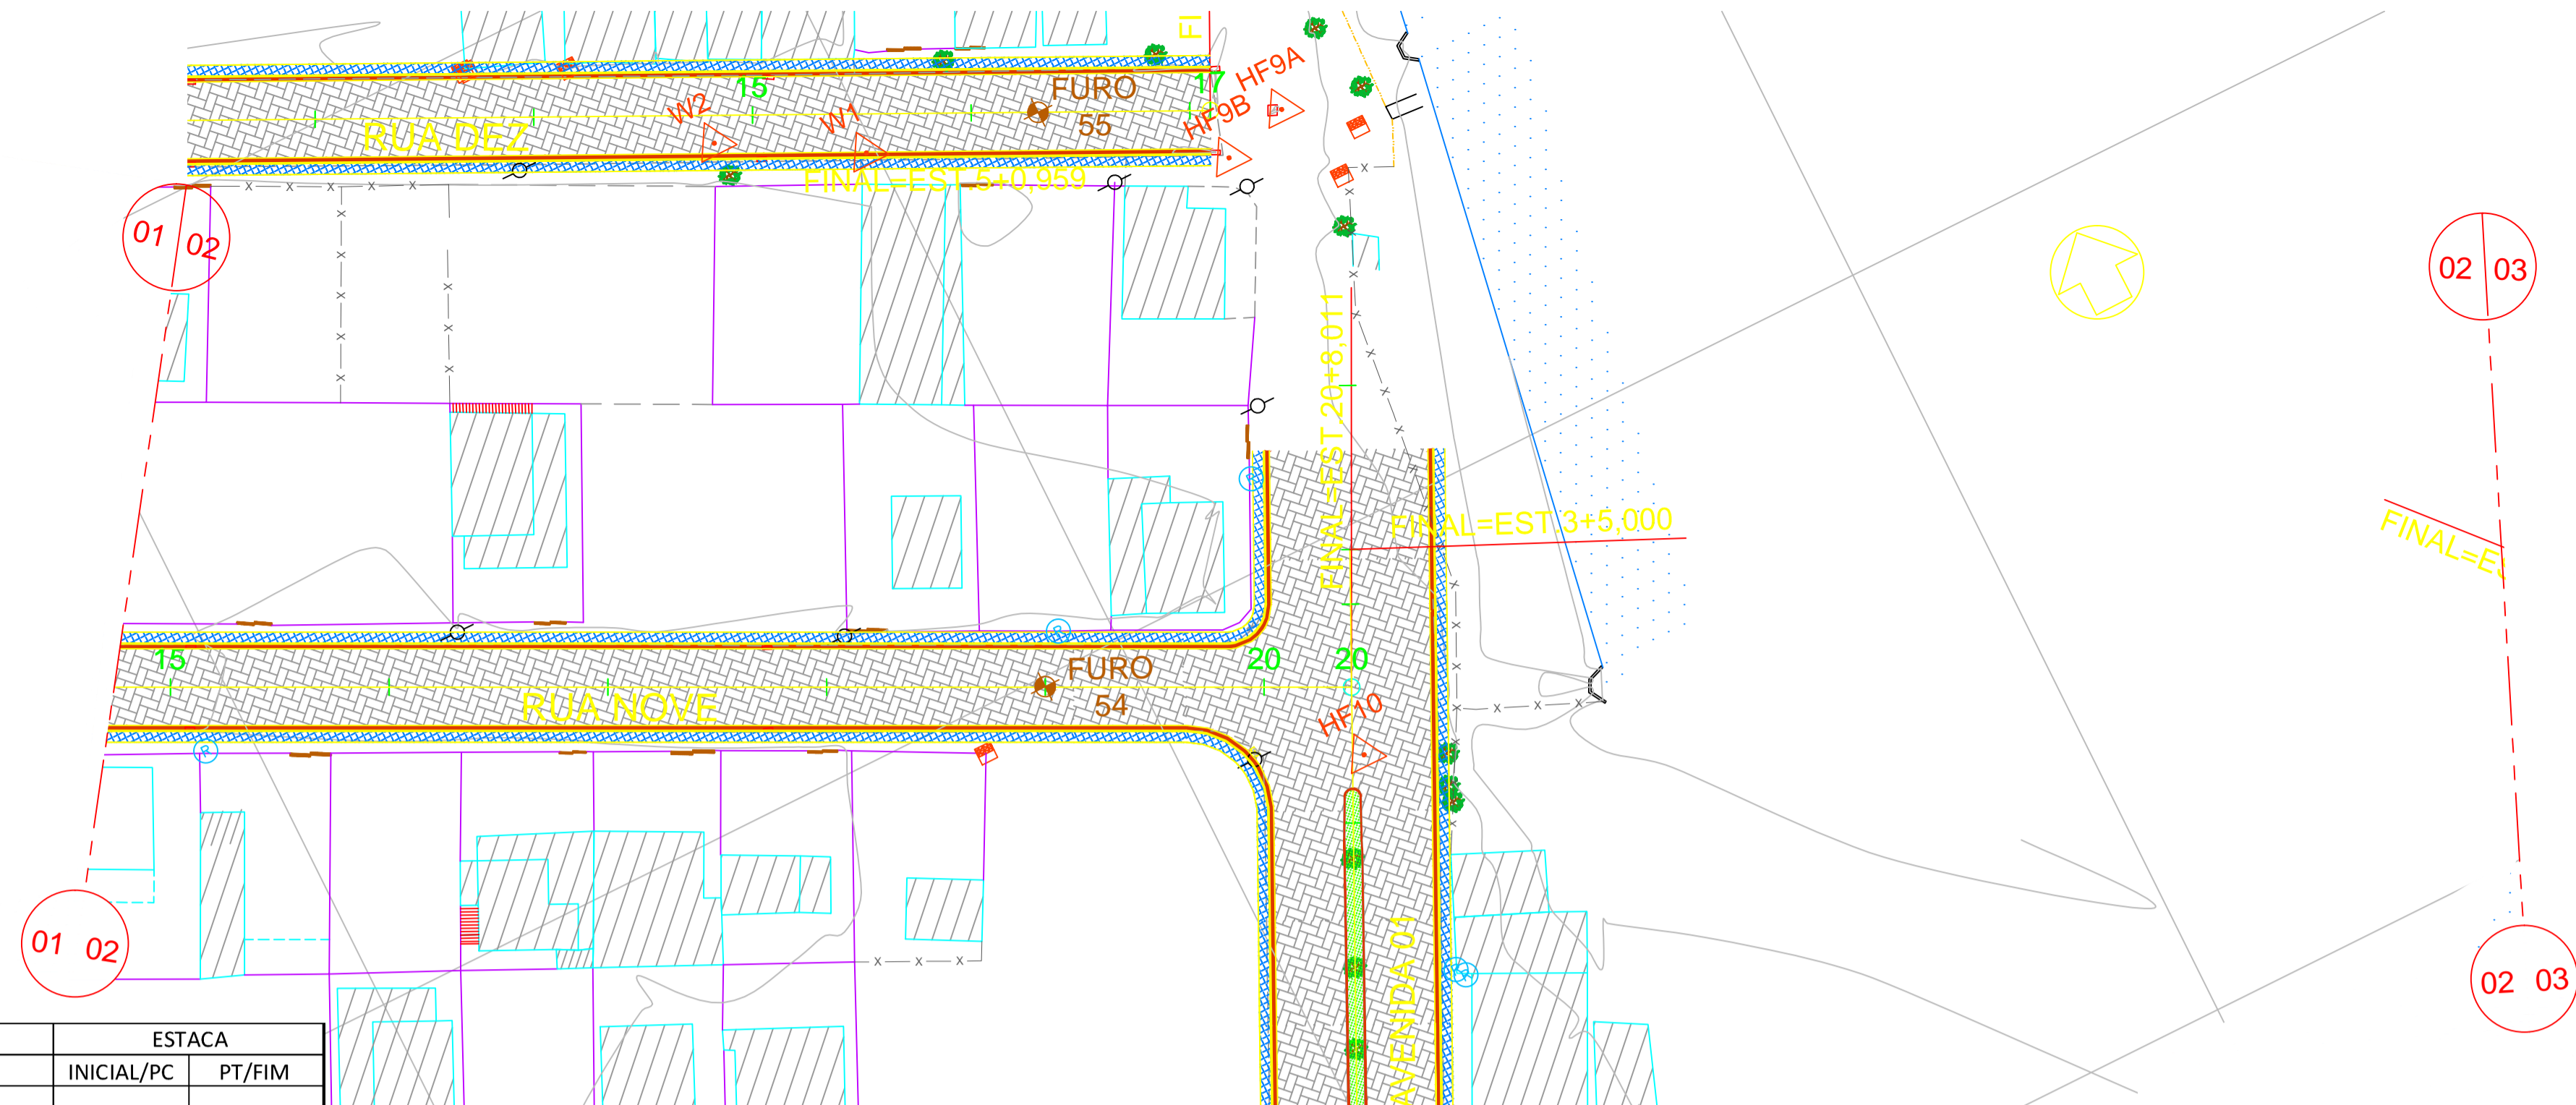 FI
HF9A
15
FURO
17
W2
W1
HF9B
55
RUA DEZ
FINAL=EST.5+0,959
01 02
02 03
FINAL=EST.20+8,011
FINAL=EST.3+5,000
FINAL=ES
15
FURO
20
20
RUA NOVE
54
HF10
R
R
R
01 02
AVENIDA 01
02 03
ESTACA
INICIAL/PC
PT/FIM